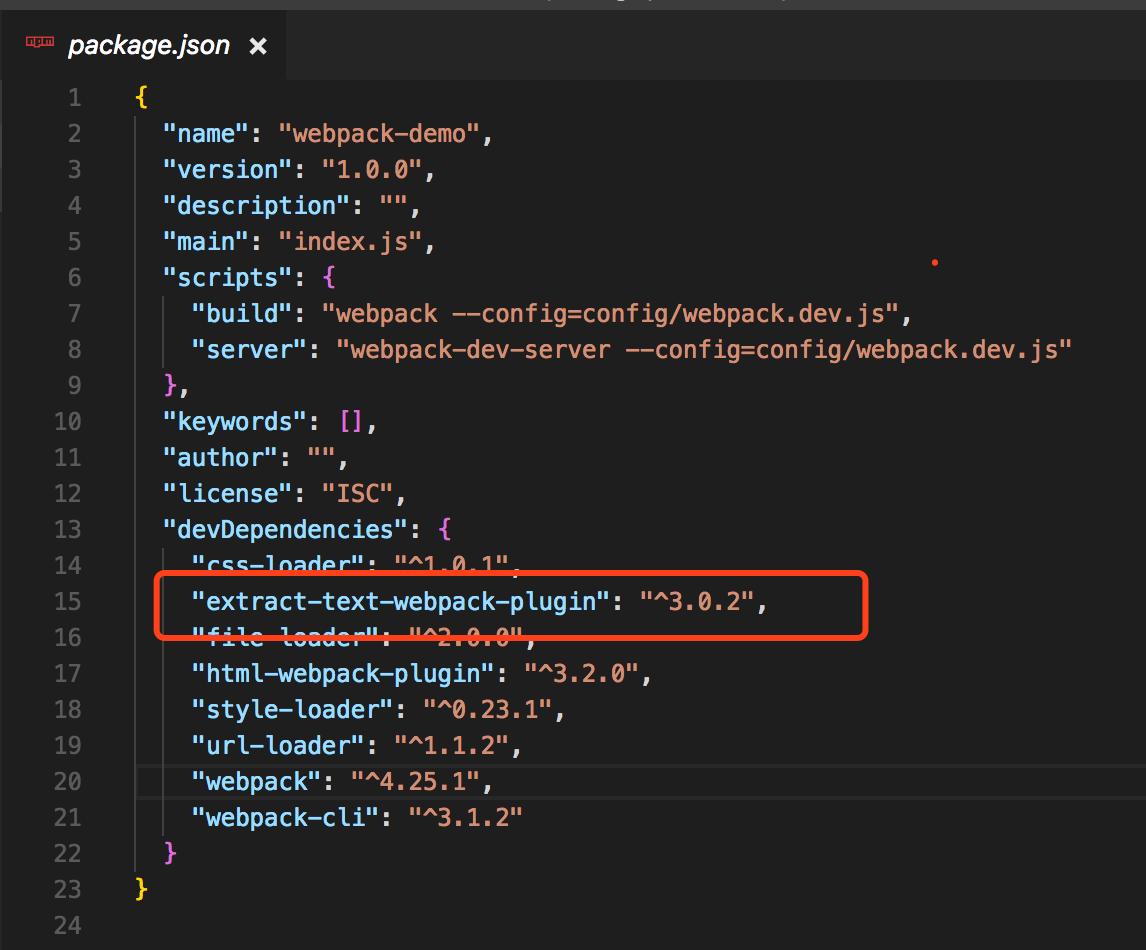 package.json ×
1 {
2 "name": "webpack-demo",
3 "version": "1.0.0",
4 "description": "",
5 "main": "index.js",
6 "scripts": {
7 "build": "webpack --config=config/webpack.dev.js",
8 "server": "webpack-dev-server --config=config/webpack.dev.js"
9 },
10 "keywords": [],
11 "author": "",
12 "license": "ISC",
13 "devDependencies": {
14 "css-loader": "^1.0.1",
15 "extract-text-webpack-plugin": "^3.0.2",
16 "file-loader": "^2.0.0",
17 "html-webpack-plugin": "^3.2.0",
18 "style-loader": "^0.23.1",
19 "url-loader": "^1.1.2",
20 "webpack": "^4.25.1",
21 "webpack-cli": "^3.1.2"
22 }
23 }
24